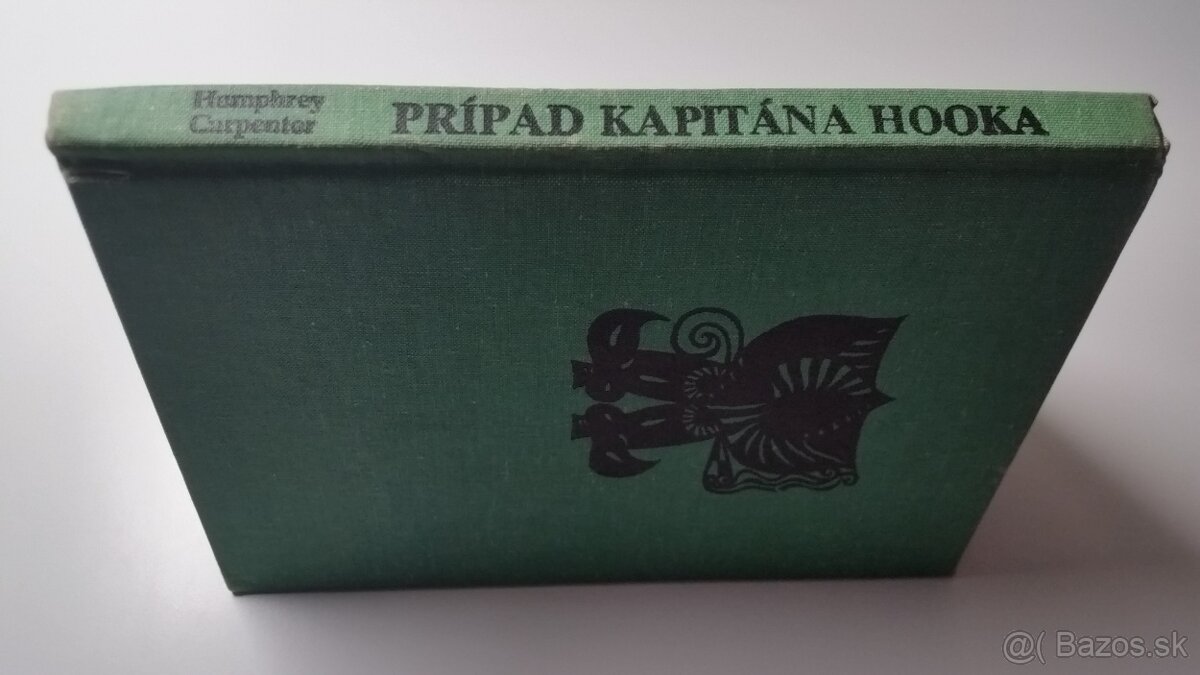 Humphrey
Carpenter
PRÍPAD KAPITÁNA HOOKA
@( Bazos.sk